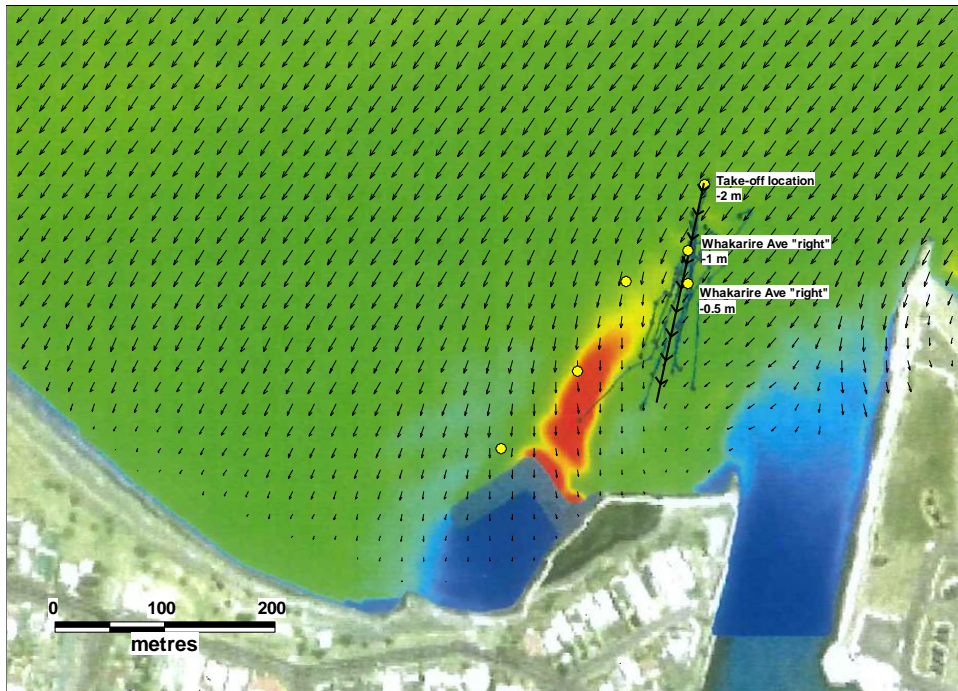 Take-off location
-2 m
Whakarire Ave "right"
-1 m
Whakarire Ave "right"
-0.5 m
0 100 200
metres